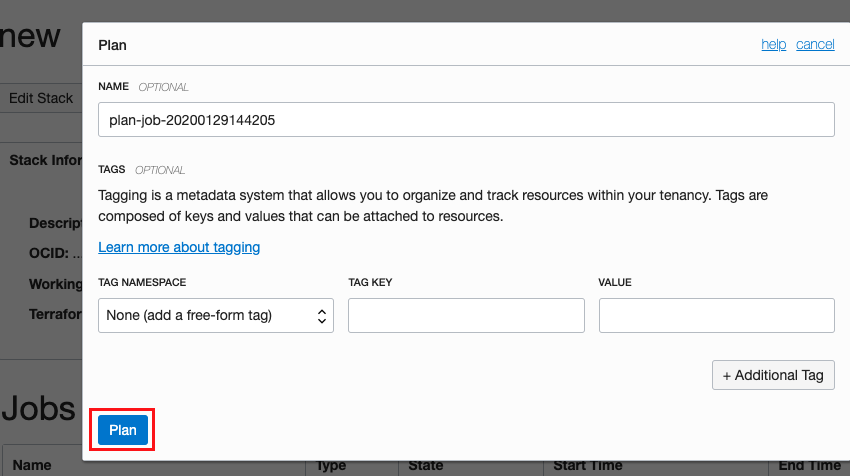 new
Plan
help cancel
NAME OPTIONAL
plan-job-20200129144205
Edit Stack
TAGS OPTIONAL
Stack Infor
Tagging is a metadata system that allows you to organize and track resources within your tenancy. Tags are
composed of keys and values that can be attached to resources.
Descript
OCID: ...
Working
Terrafor
Learn more about tagging
TAG NAMESPACE TAG KEY VALUE
None (add a free-form tag)
+ Additional Tag
Jobs
Plan
Name Type State Start Time End Time